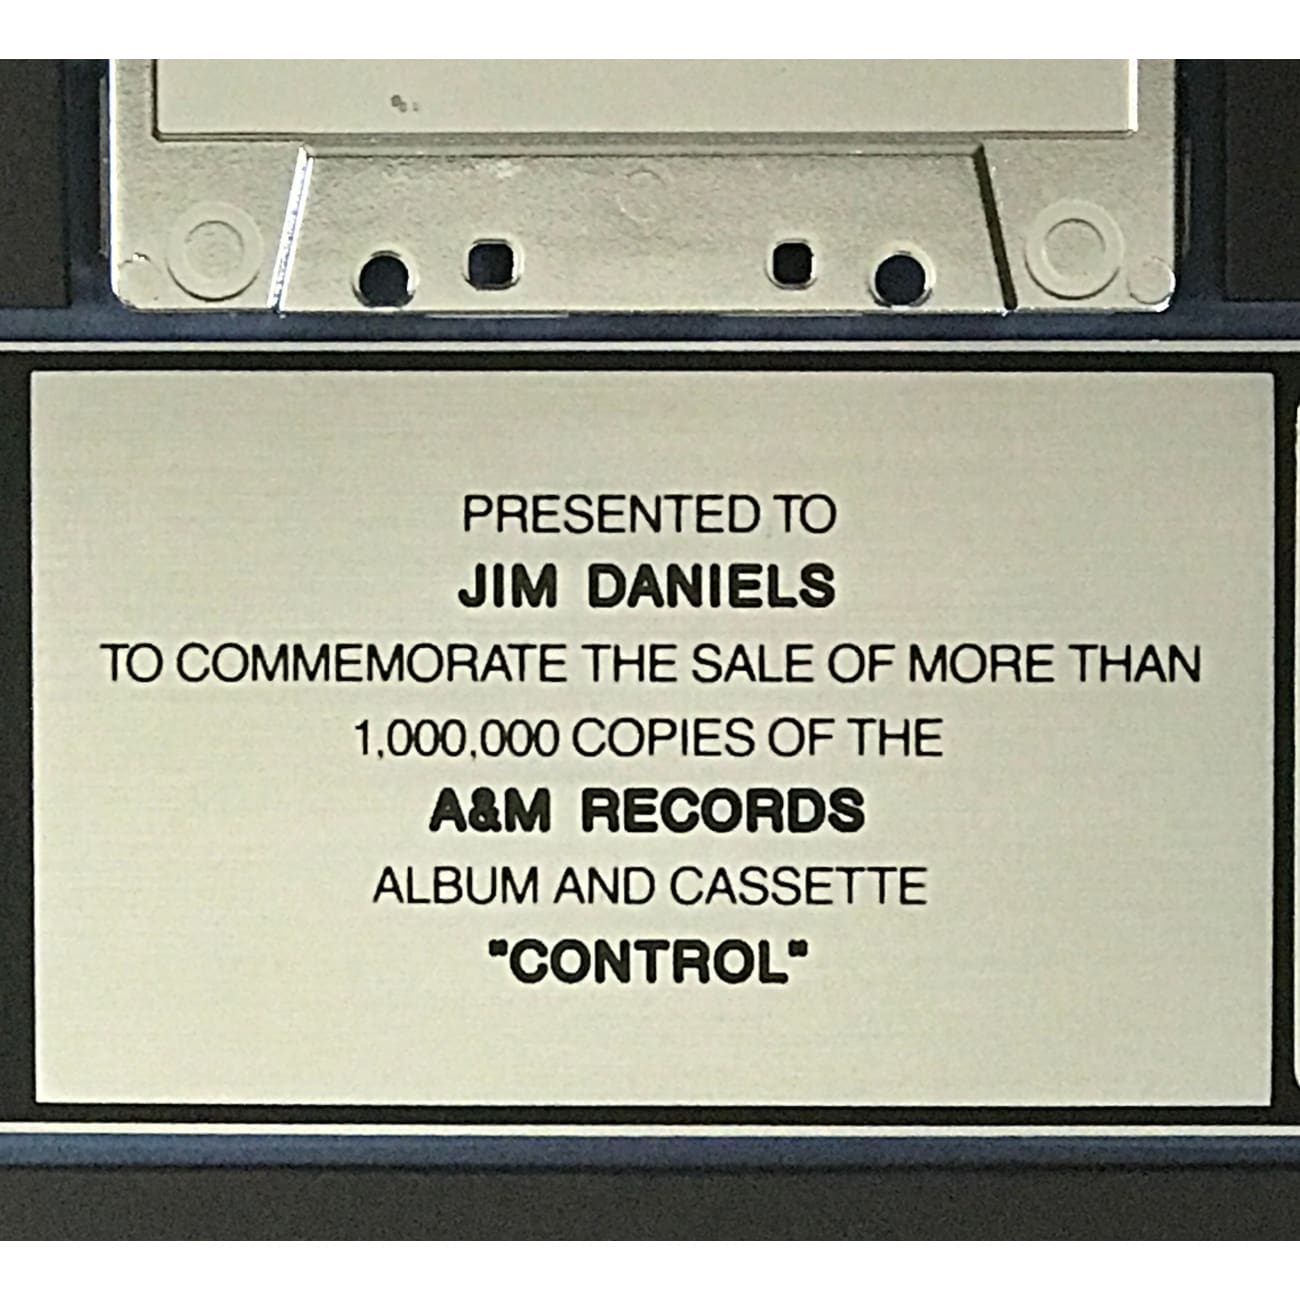 PRESENTED TO
JIM DANIELS
TO COMMEMORATE THE SALE OF MORE THAN
1,000,000 COPIES OF THE
A&M RECORDS
ALBUM AND CASSETTE
"CONTROL"